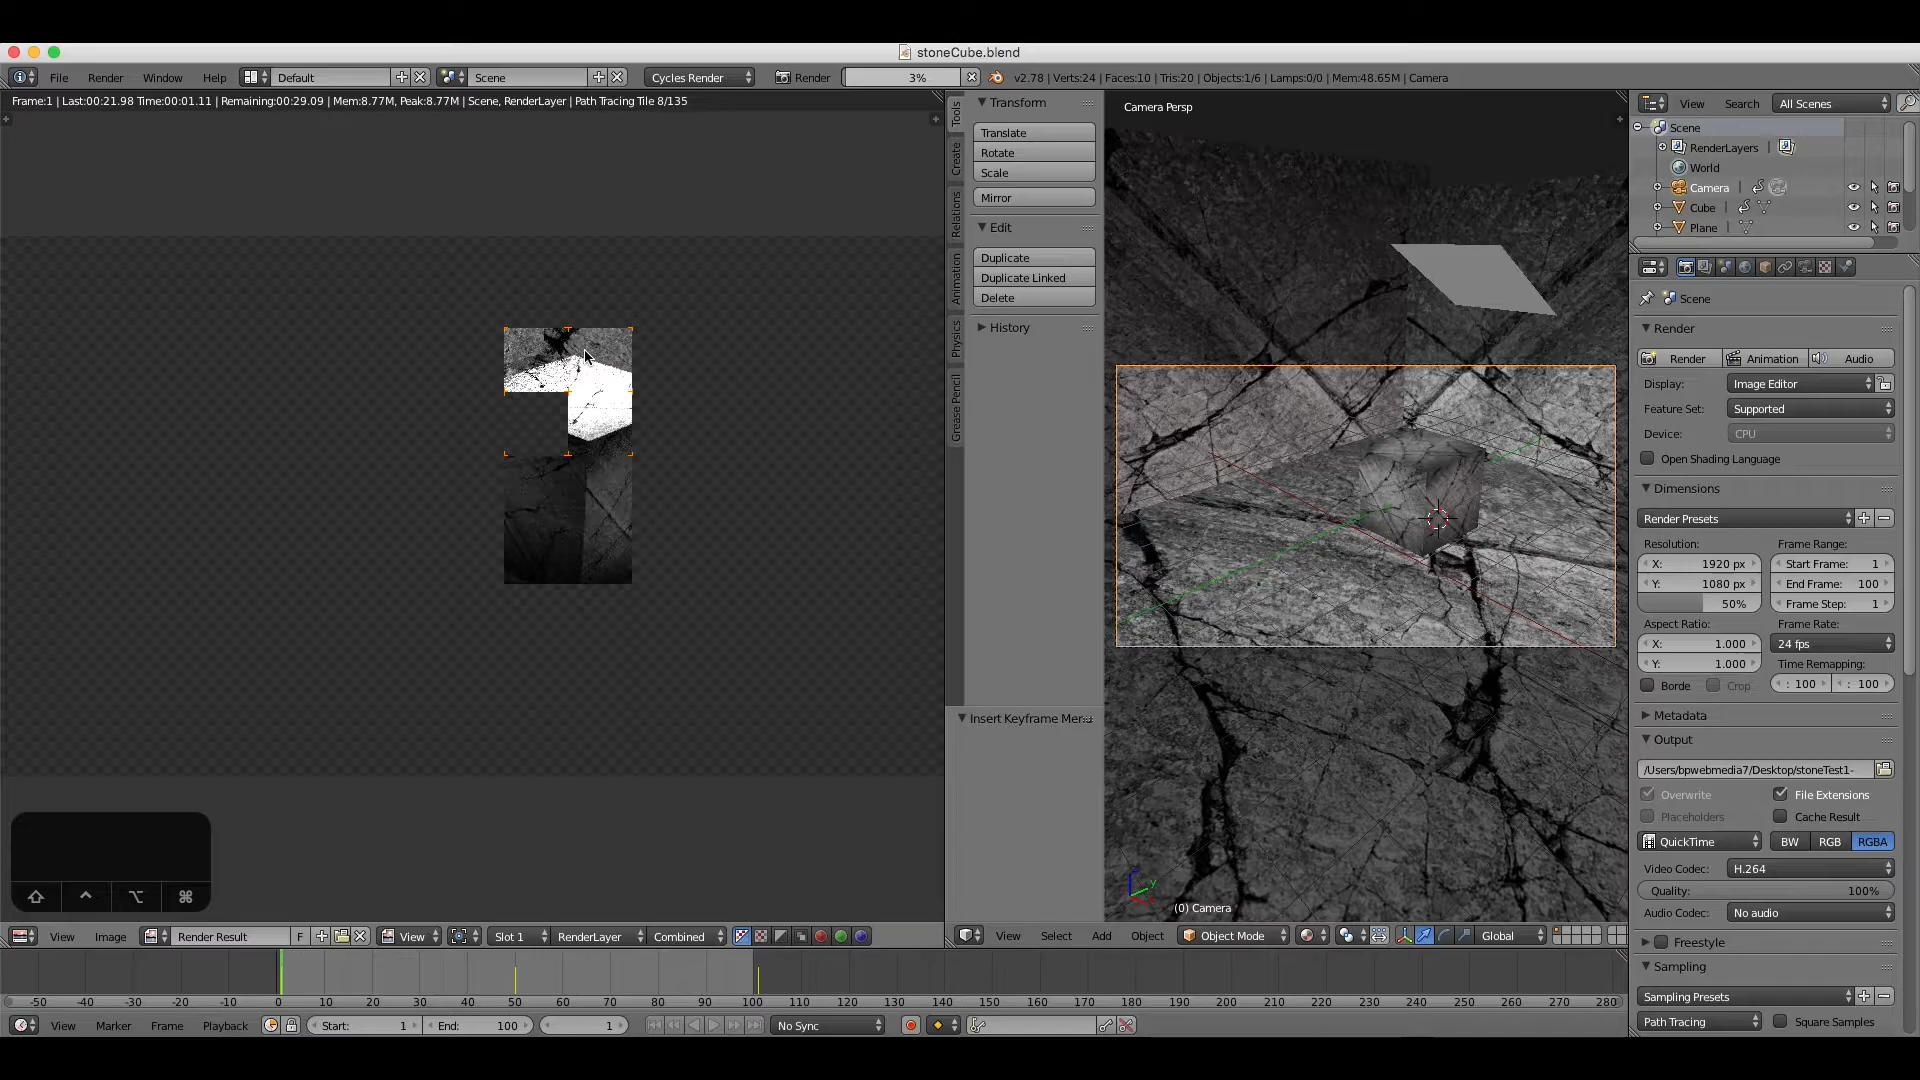 stoneCube.blend
File Render Window Help Default Scene Cycles Render Render 3% v2.78 | Verts:24 | Faces:10 | Tris:20 | Objects:1/6 | Lamps:0/0 | Mem:48.65M | Camera
Frame:1 | Last:00:21.98 Time:00:01.11 | Remaining:00:29.09 | Mem:8.77M, Peak:8.77M | Scene, RenderLayer | Path Tracing Tile 8/135
Tools
Create
Relations
Animation
Physics
Grease Pencil
Transform
Translate
Rotate
Scale
Mirror
Edit
Duplicate
Duplicate Linked
Delete
History
Insert Keyframe Me
Camera Persp
(0) Camera
View Search All Scenes
Scene
RenderLayers
World
Camera
Cube
Plane
Scene
Render
Render Animation Audio
Display: Image Editor
Feature Set: Supported
Device: CPU
Open Shading Language
Dimensions
Render Presets
Resolution: Frame Range:
X: 1920 px Start Frame: 1
Y: 1080 px End Frame: 100
50% Frame Step: 1
Aspect Ratio: Frame Rate:
X: 1.000 24 fps
Y: 1.000 Time Remapping:
Borde Crop : 100 : 100
Metadata
Output
/Users/bpwebmedia7/Desktop/stoneTest1-
Overwrite File Extensions
Placeholders Cache Result
QuickTime BW RGB RGBA
Video Codec: H.264
Quality: 100%
Audio Codec: No audio
Freestyle
Sampling
Sampling Presets
Path Tracing Square Samples
View Image Render Result F View Slot 1 RenderLayer Combined
View Select Add Object Object Mode Global
-50 -40 -30 -20 -10 0 10 20 30 40 50 60 70 80 90 100 110 120 130 140 150 160 170 180 190 200 210 220 230 240 250 260 270 280
View Marker Frame Playback Start: 1 End: 100 1 No Sync